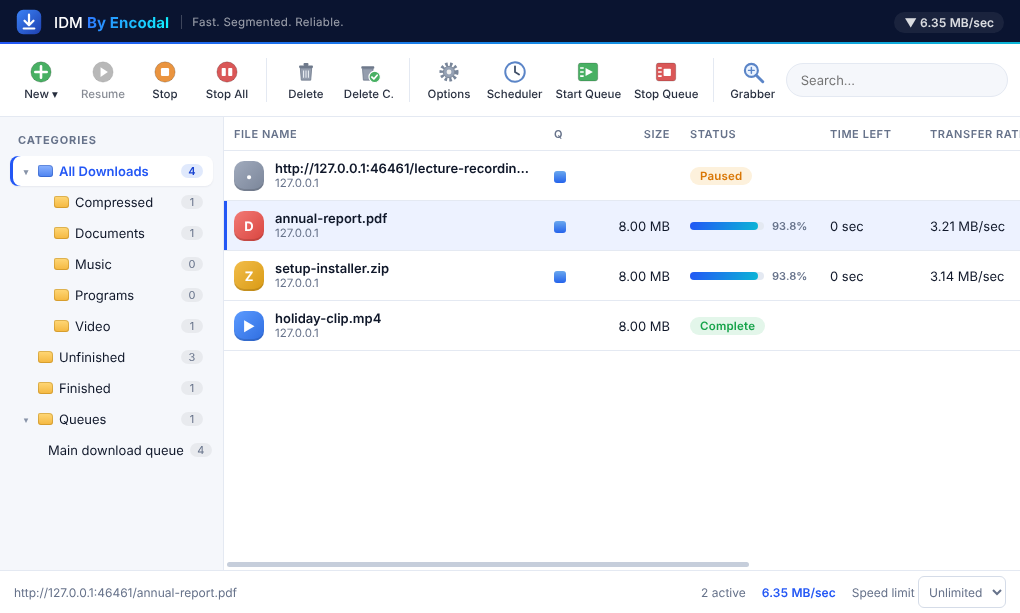 IDM By Encodal Fast. Segmented. Reliable. ▼ 6.35 MB/sec
New ▾ Resume Stop Stop All Delete Delete C. Options Scheduler Start Queue Stop Queue Grabber Search...
CATEGORIES
▾ All Downloads 4
Compressed 1
Documents 1
Music 0
Programs 0
Video 1
Unfinished 3
Finished 1
▾ Queues 1
Main download queue 4
FILE NAME Q SIZE STATUS TIME LEFT TRANSFER RAT
http://127.0.0.1:46461/lecture-recordin... Paused
127.0.0.1
D annual-report.pdf 8.00 MB 93.8% 0 sec 3.21 MB/sec
127.0.0.1
Z setup-installer.zip 8.00 MB 93.8% 0 sec 3.14 MB/sec
127.0.0.1
holiday-clip.mp4 8.00 MB Complete
127.0.0.1
http://127.0.0.1:46461/annual-report.pdf 2 active 6.35 MB/sec Speed limit Unlimited